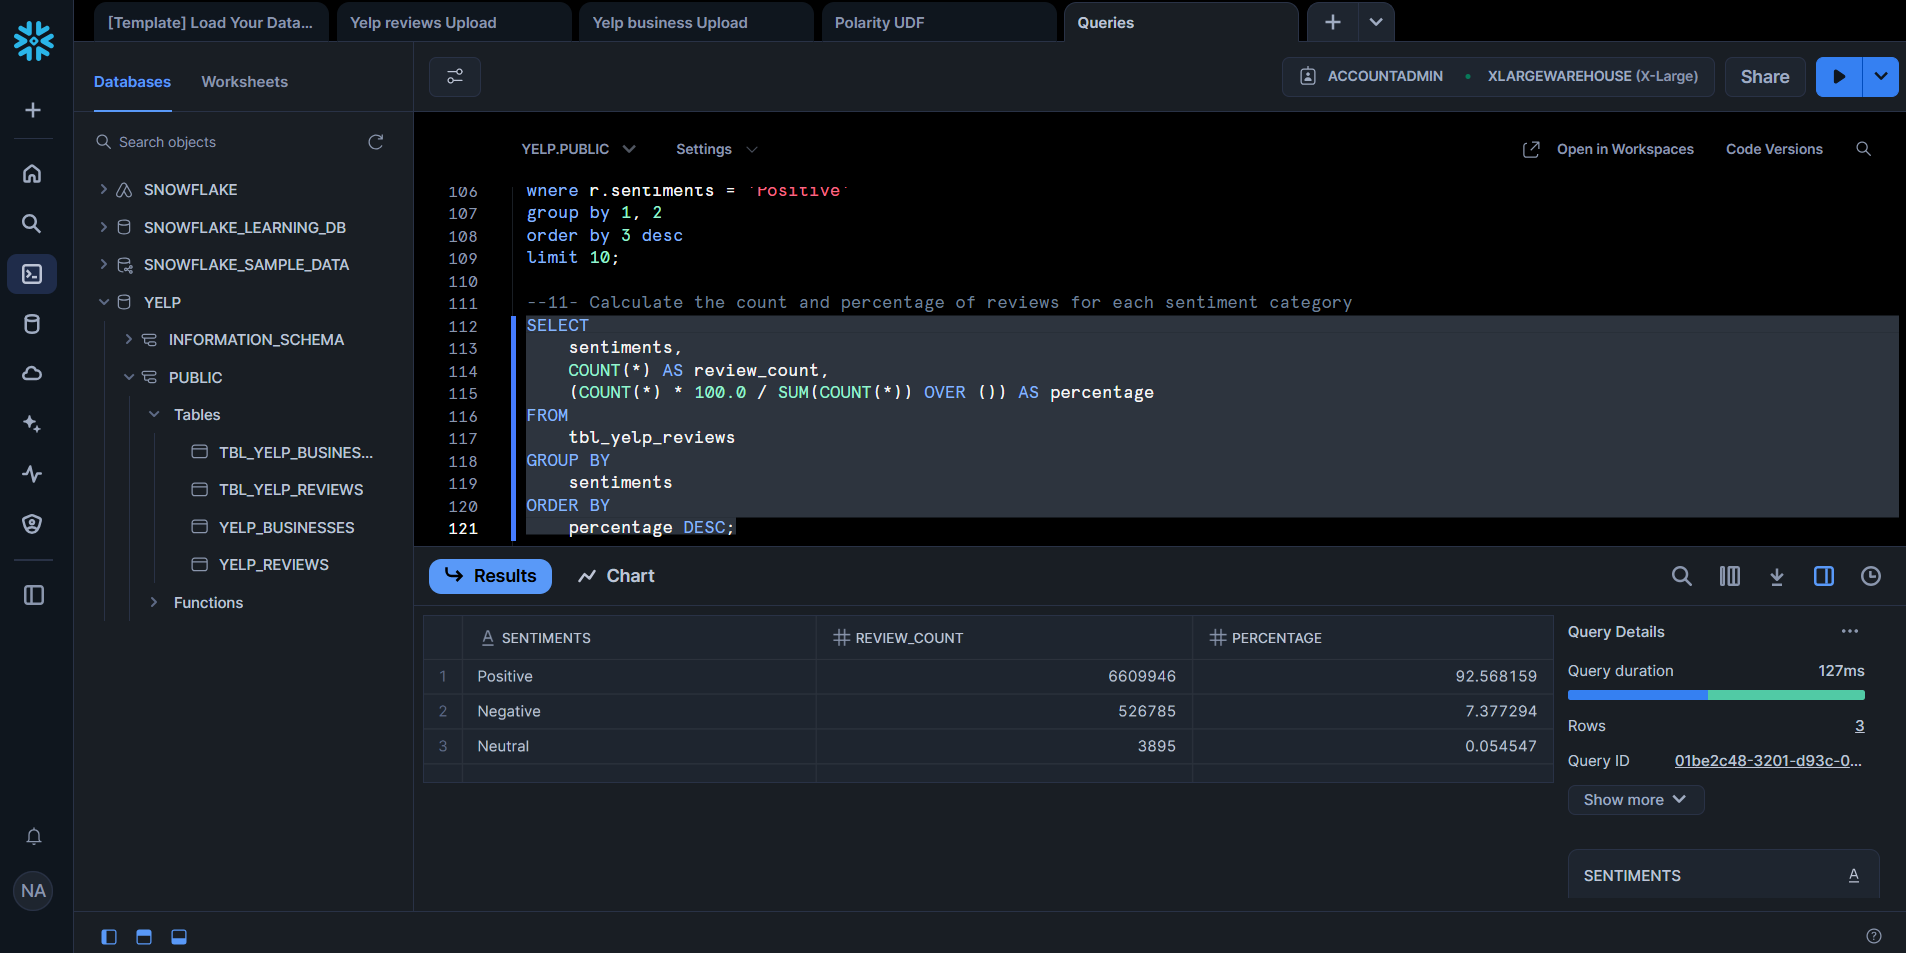 [Template] Load Your Data...
Yelp reviews Upload
Yelp business Upload
Polarity UDF
Queries
Databases
Worksheets
ACCOUNTADMIN
XLARGEWAREHOUSE (X-Large)
Share
Search objects
SNOWFLAKE
SNOWFLAKE_LEARNING_DB
SNOWFLAKE_SAMPLE_DATA
YELP
INFORMATION_SCHEMA
PUBLIC
Tables
TBL_YELP_BUSINES...
TBL_YELP_REVIEWS
YELP_BUSINESSES
YELP_REVIEWS
Functions
NA
YELP.PUBLIC
Settings
Open in Workspaces
Code Versions
106 where r.sentiments = 'Positive'
107 group by 1, 2
108 order by 3 desc
109 limit 10;
110
111 --11- Calculate the count and percentage of reviews for each sentiment category
112 SELECT
113     sentiments,
114     COUNT(*) AS review_count,
115     (COUNT(*) * 100.0 / SUM(COUNT(*)) OVER ()) AS percentage
116 FROM
117     tbl_yelp_reviews
118 GROUP BY
119     sentiments
120 ORDER BY
121     percentage DESC;
Results
Chart
SENTIMENTS REVIEW_COUNT PERCENTAGE
1 Positive 6609946 92.568159
2 Negative 526785 7.377294
3 Neutral 3895 0.054547
Query Details
Query duration 127ms
Rows 3
Query ID 01be2c48-3201-d93c-0...
Show more
SENTIMENTS